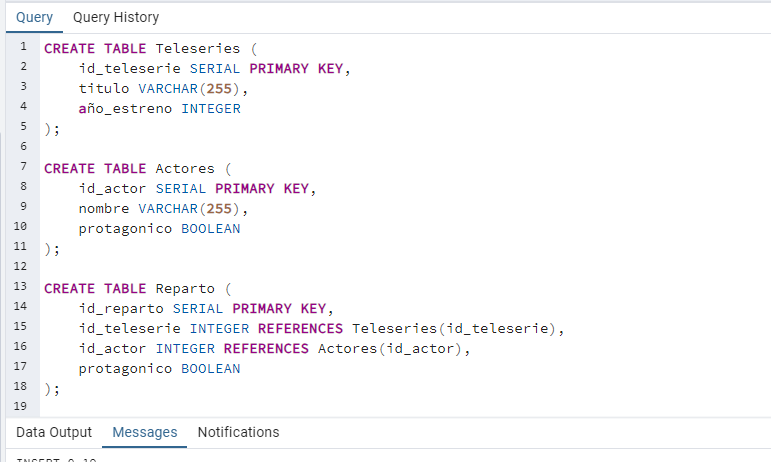 Query Query History
1 CREATE TABLE Teleseries (
2 id_teleserie SERIAL PRIMARY KEY,
3 titulo VARCHAR(255),
4 año_estreno INTEGER
5 );
6
7 CREATE TABLE Actores (
8 id_actor SERIAL PRIMARY KEY,
9 nombre VARCHAR(255),
10 protagonico BOOLEAN
11 );
12
13 CREATE TABLE Reparto (
14 id_reparto SERIAL PRIMARY KEY,
15 id_teleserie INTEGER REFERENCES Teleseries(id_teleserie),
16 id_actor INTEGER REFERENCES Actores(id_actor),
17 protagonico BOOLEAN
18 );
19
Data Output Messages Notifications
INSERT 0 10